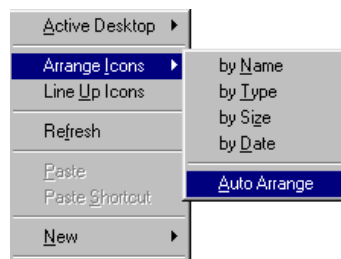 Active Desktop
Arrange Icons
Line Up Icons
Refresh
Paste
Paste Shortcut
New
by Name
by Type
by Size
by Date
Auto Arrange